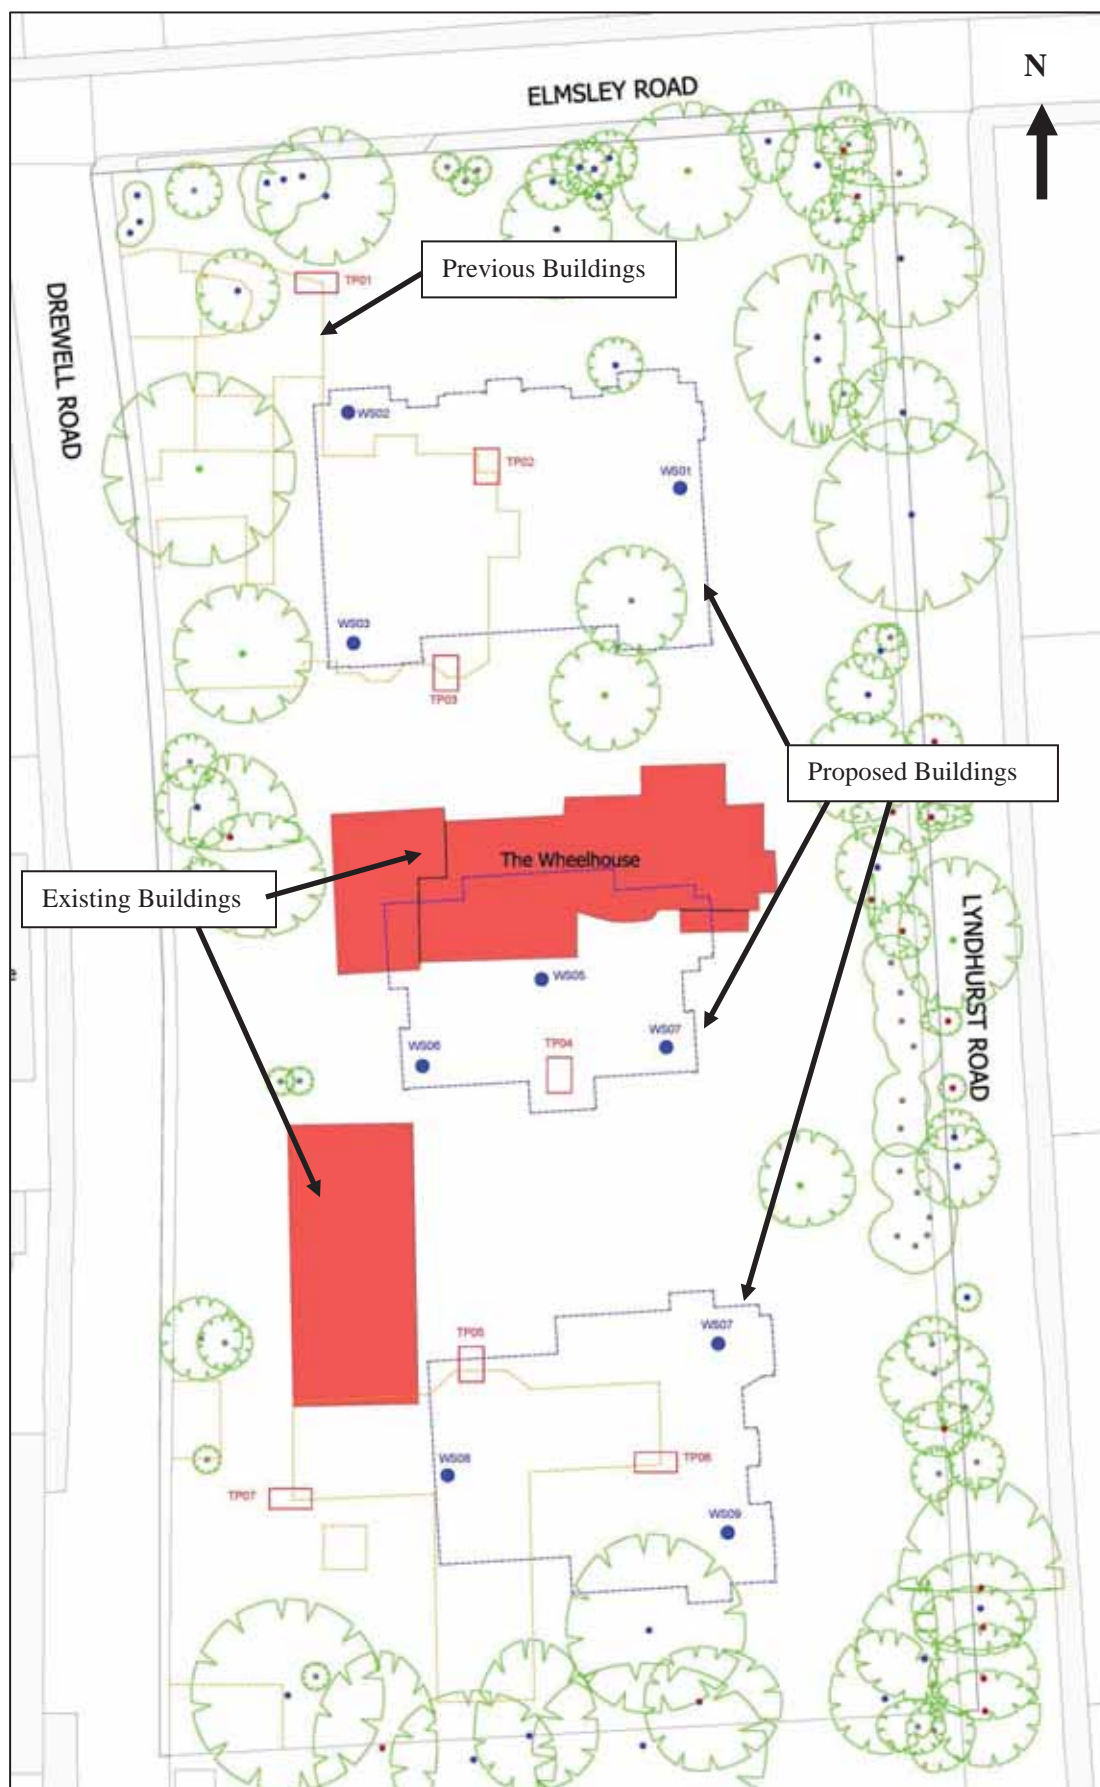 ELMSLEY ROAD
N
Previous Buildings
TP01
DREWELL ROAD
WS02
TP02
WS01
WS03
TP03
Proposed Buildings
The Wheelhouse
Existing Buildings
LYNDHURST ROAD
WS05
WS06
TP04
WS07
WS07
TP05
WS08
TP06
TP07
WS09